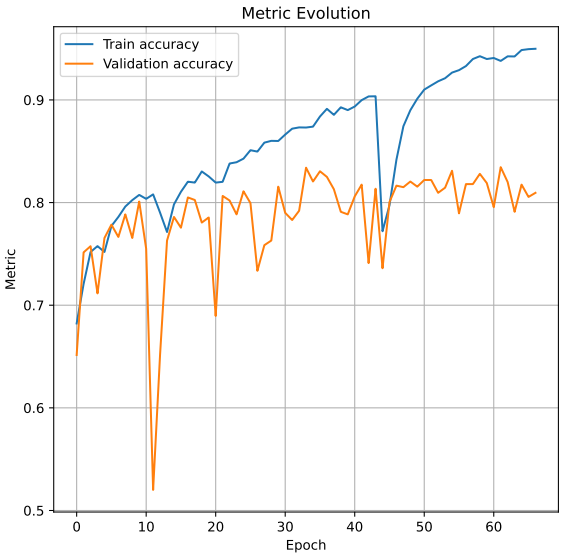 Metric Evolution
Train accuracy
Validation accuracy
0.9
0.8
0.7
0.6
0.5
Metric
0 10 20 30 40 50 60
Epoch